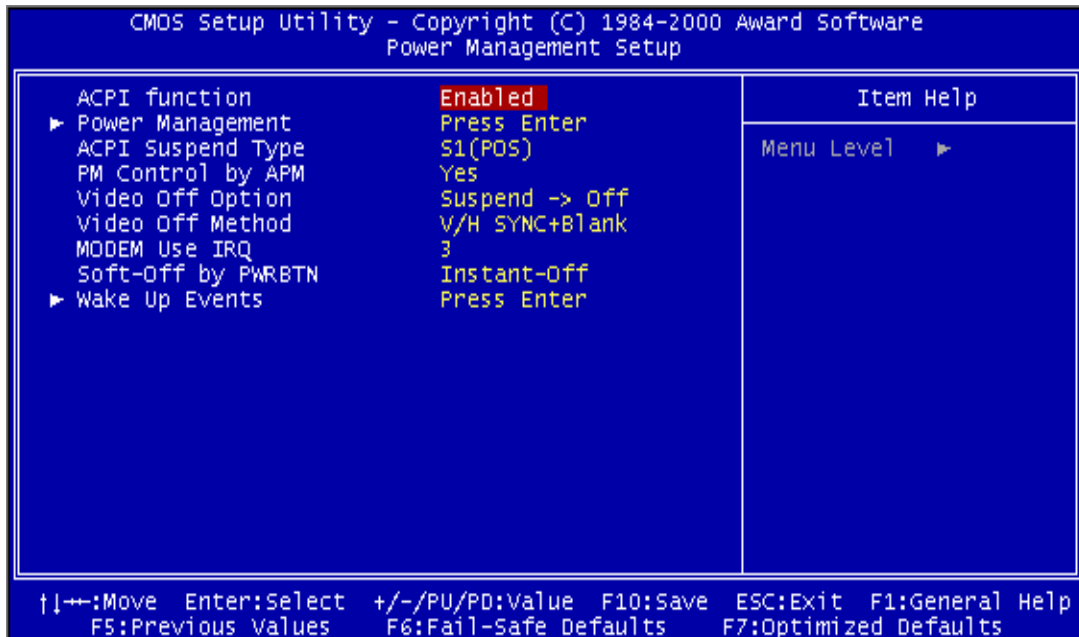 CMOS Setup Utility - Copyright (C) 1984-2000 Award Software
Power Management Setup
ACPI function Enabled
► Power Management Press Enter
ACPI Suspend Type S1(POS)
PM Control by APM Yes
Video Off Option Suspend -> Off
Video Off Method V/H SYNC+Blank
MODEM Use IRQ 3
Soft-Off by PWRBTN Instant-Off
► Wake Up Events Press Enter
Item Help
Menu Level ►
↑↓→←:Move Enter:Select +/-/PU/PD:Value F10:Save ESC:Exit F1:General Help
F5:Previous Values F6:Fail-Safe Defaults F7:Optimized Defaults